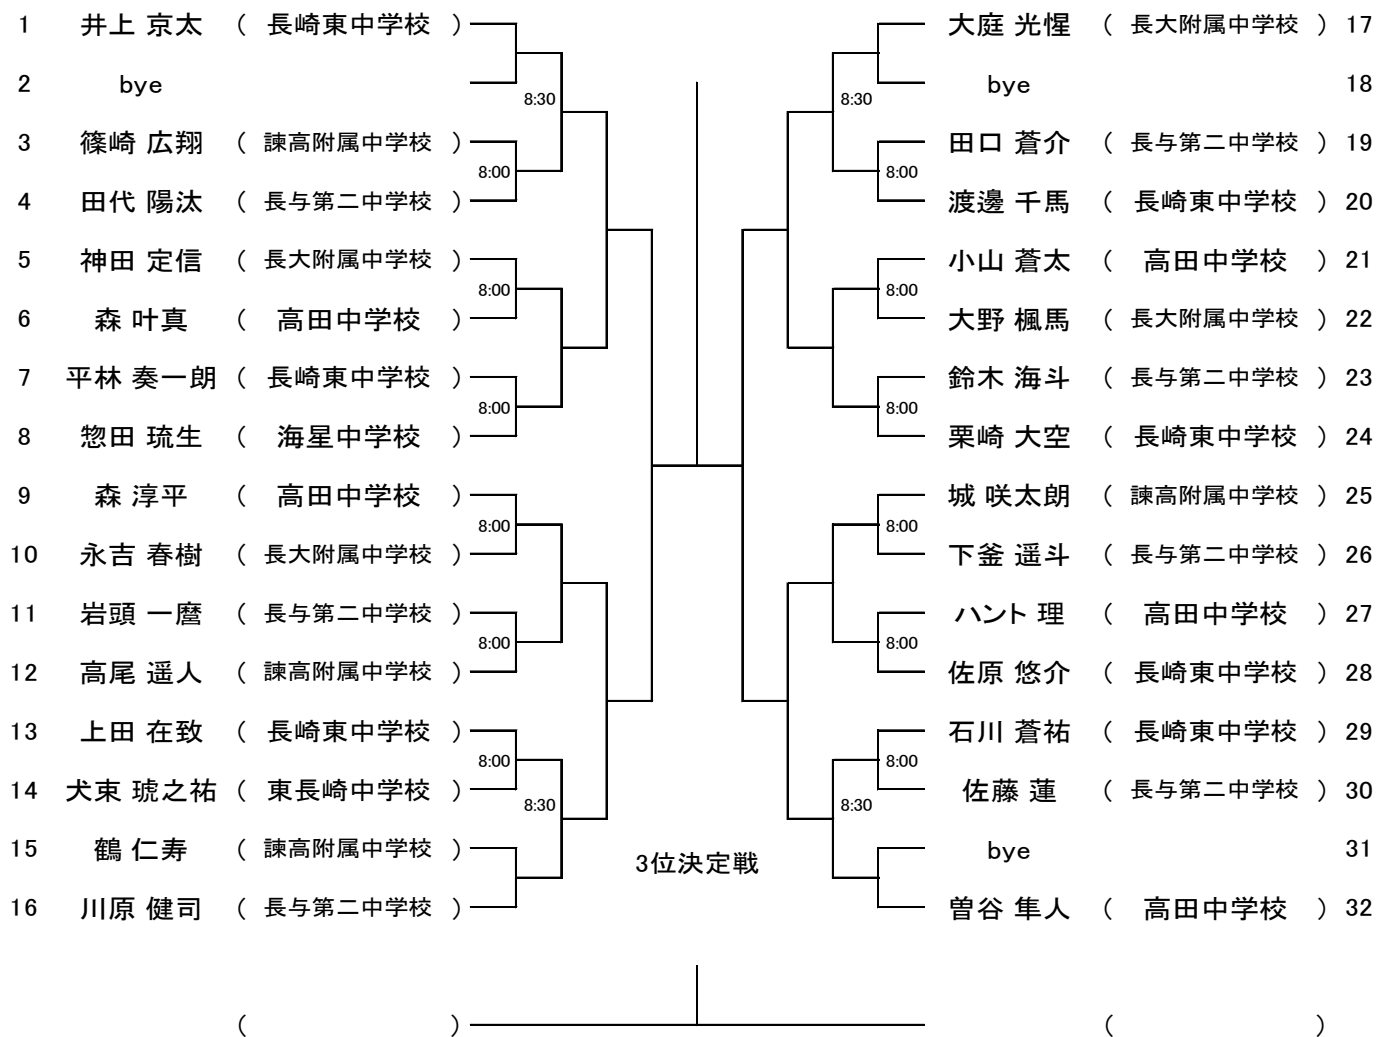 1 井上 京太 ( 長崎東中学校 ) 大庭 光惺 ( 長大附属中学校 ) 17
2 bye bye 18
8:30 8:30
3 篠崎 広翔 ( 諫高附属中学校 ) 田口 蒼介 ( 長与第二中学校 ) 19
8:00 8:00
4 田代 陽汰 ( 長与第二中学校 ) 渡邊 千馬 ( 長崎東中学校 ) 20
5 神田 定信 ( 長大附属中学校 ) 小山 蒼太 ( 高田中学校 ) 21
8:00 8:00
6 森 叶真 ( 高田中学校 ) 大野 楓馬 ( 長大附属中学校 ) 22
7 平林 奏一朗 ( 長崎東中学校 ) 鈴木 海斗 ( 長与第二中学校 ) 23
8:00 8:00
8 惣田 琉生 ( 海星中学校 ) 栗崎 大空 ( 長崎東中学校 ) 24
9 森 淳平 ( 高田中学校 ) 城 咲太朗 ( 諫高附属中学校 ) 25
8:00 8:00
10 永吉 春樹 ( 長大附属中学校 ) 下釜 遥斗 ( 長与第二中学校 ) 26
11 岩頭 一麿 ( 長与第二中学校 ) ハント 理 ( 高田中学校 ) 27
8:00 8:00
12 高尾 遥人 ( 諫高附属中学校 ) 佐原 悠介 ( 長崎東中学校 ) 28
13 上田 在致 ( 長崎東中学校 ) 石川 蒼祐 ( 長崎東中学校 ) 29
8:00 8:00
14 犬束 琥之祐 ( 東長崎中学校 ) 佐藤 蓮 ( 長与第二中学校 ) 30
8:30 8:30
15 鶴 仁寿 ( 諫高附属中学校 ) bye 31
3位決定戦
16 川原 健司 ( 長与第二中学校 ) 曽谷 隼人 ( 高田中学校 ) 32
( ) ( )